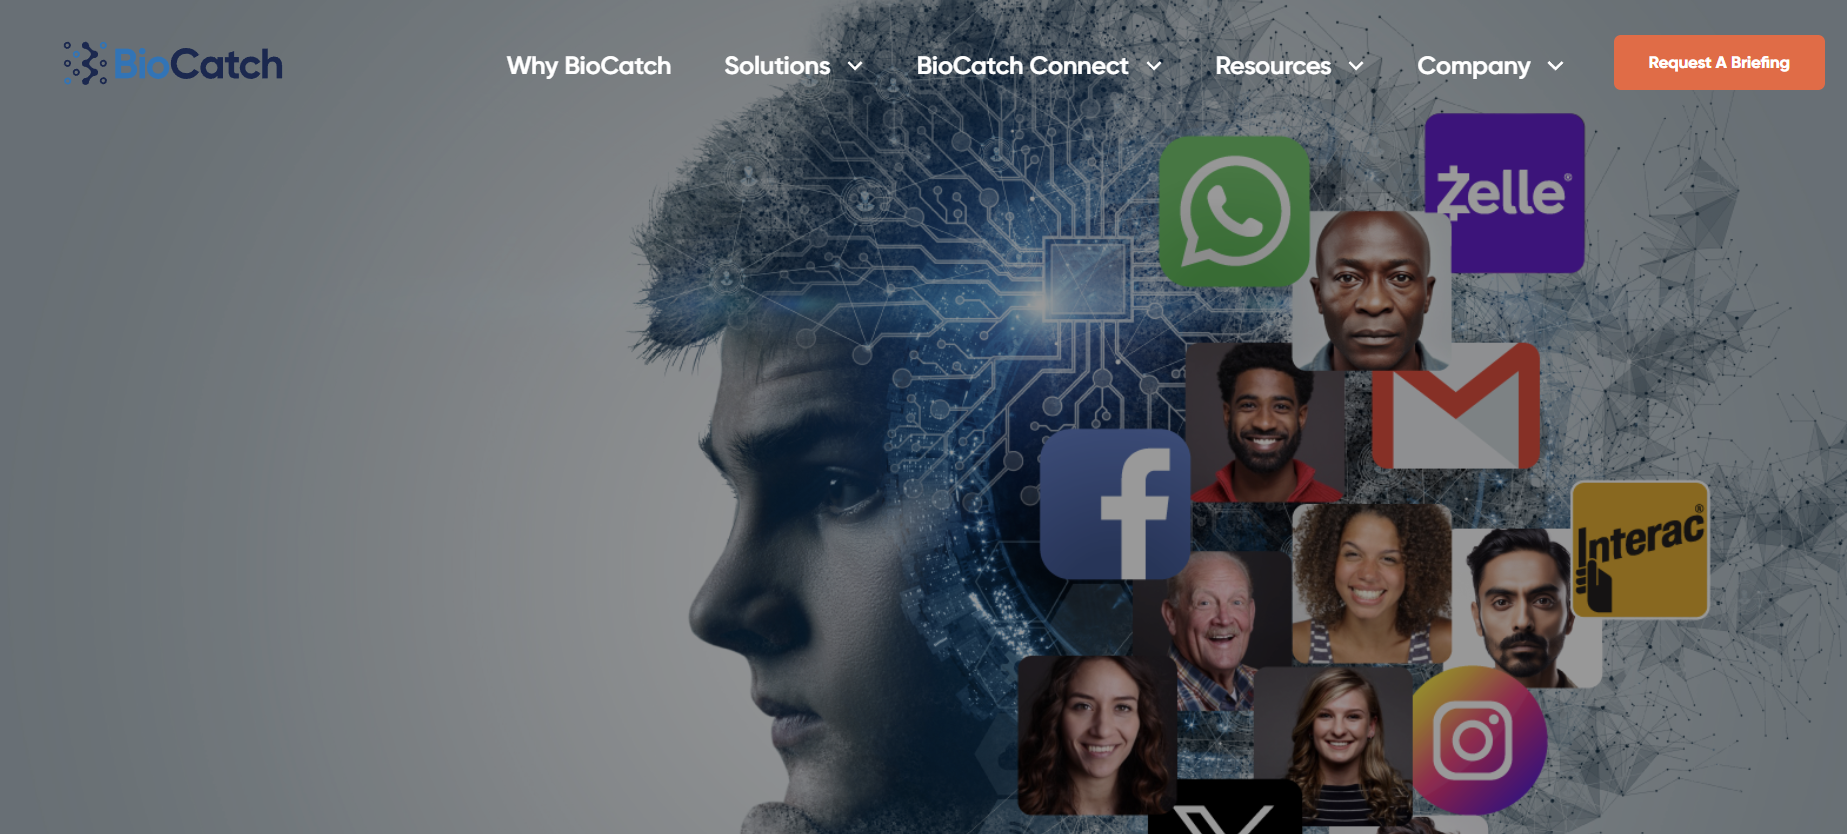 BioCatch
Why BioCatch
Solutions
BioCatch Connect
Resources
Company
Request A Briefing
Zelle®
Interac®